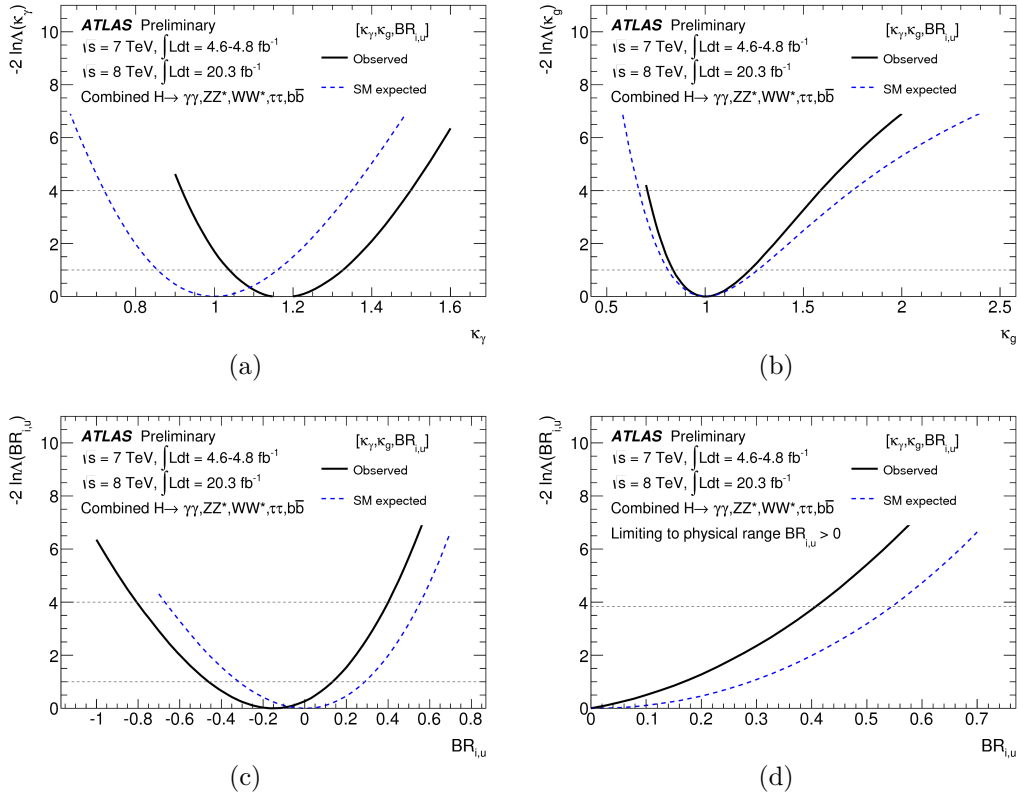 -2 lnΛ(κγ)
ATLAS Preliminary
√s = 7 TeV, ∫Ldt = 4.6-4.8 fb⁻¹
√s = 8 TeV, ∫Ldt = 20.3 fb⁻¹
Combined H→ γγ,ZZ*,WW*,ττ,bb̅
[κγ,κg,BRi,u]
Observed
SM expected
10
8
6
4
2
0
0.8 1 1.2 1.4 1.6
κγ
(a)
-2 lnΛ(κg)
ATLAS Preliminary
√s = 7 TeV, ∫Ldt = 4.6-4.8 fb⁻¹
√s = 8 TeV, ∫Ldt = 20.3 fb⁻¹
Combined H→ γγ,ZZ*,WW*,ττ,bb̅
[κγ,κg,BRi,u]
Observed
SM expected
10
8
6
4
2
0
0.5 1 1.5 2 2.5
κg
(b)
-2 lnΛ(BRi,u)
ATLAS Preliminary
√s = 7 TeV, ∫Ldt = 4.6-4.8 fb⁻¹
√s = 8 TeV, ∫Ldt = 20.3 fb⁻¹
Combined H→ γγ,ZZ*,WW*,ττ,bb̅
[κγ,κg,BRi,u]
Observed
SM expected
10
8
6
4
2
0
-1 -0.8 -0.6 -0.4 -0.2 0 0.2 0.4 0.6 0.8
BRi,u
(c)
-2 lnΛ(BRi,u)
ATLAS Preliminary
√s = 7 TeV, ∫Ldt = 4.6-4.8 fb⁻¹
√s = 8 TeV, ∫Ldt = 20.3 fb⁻¹
Combined H→ γγ,ZZ*,WW*,ττ,bb̅
Limiting to physical range BRi,u > 0
[κγ,κg,BRi,u]
Observed
SM expected
10
8
6
4
2
0
0 0.1 0.2 0.3 0.4 0.5 0.6 0.7
BRi,u
(d)